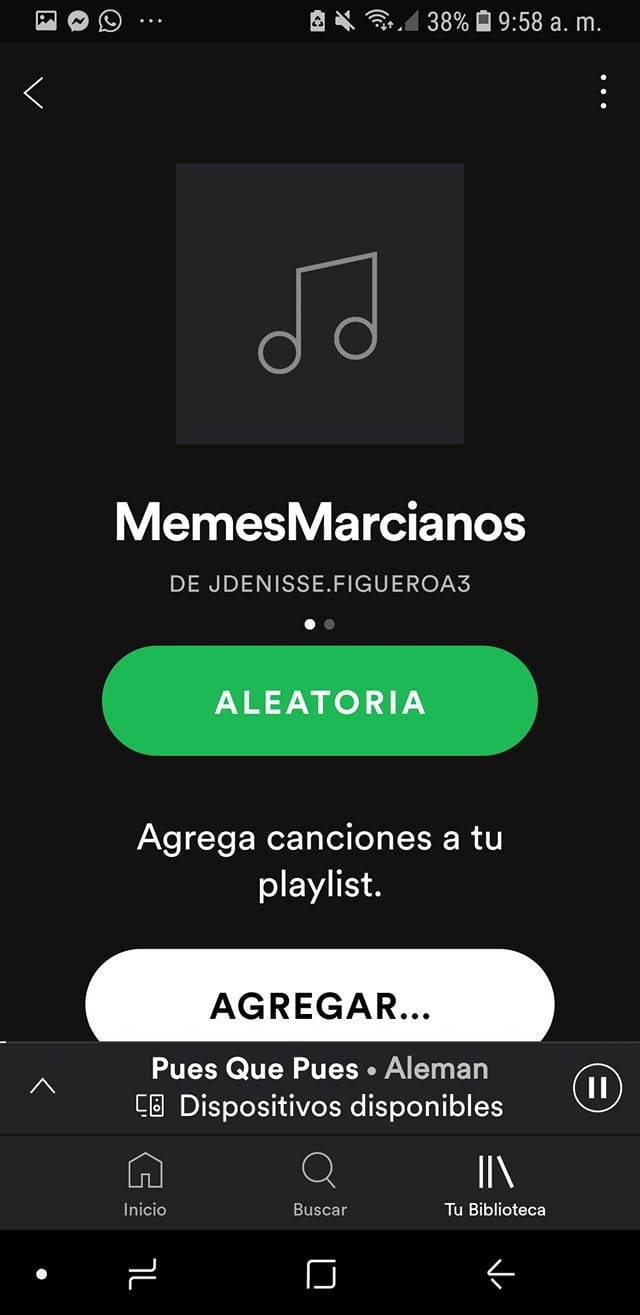 38% 9:58 a. m.
MemesMarcianos
DE JDENISSE.FIGUEROA3
ALEATORIA
Agrega canciones a tu
playlist.
AGREGAR...
Pues Que Pues • Aleman
Dispositivos disponibles
Inicio
Buscar
Tu Biblioteca